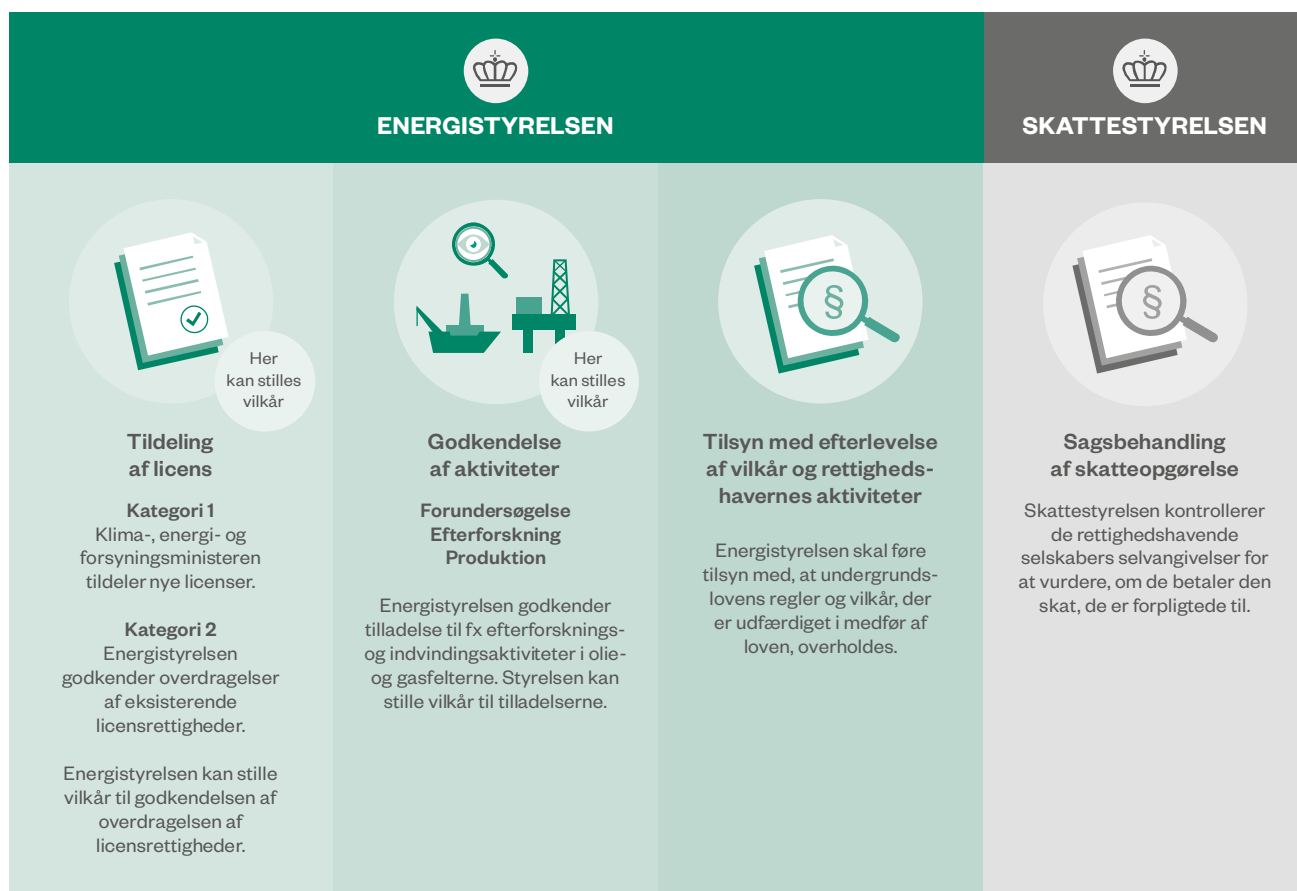 ENERGISTYRELSEN
SKATTESTYRELSEN
Her
kan stilles
vilkår
Tildeling
af licens
Kategori 1
Klima-, energi- og
forsyningsministeren
tildeler nye licenser.
Kategori 2
Energistyrelsen
godkender overdragelser
af eksisterende
licensrettigheder.
Energistyrelsen kan stille
vilkår til godkendelsen af
overdragelsen af
licensrettigheder.
Her
kan stilles
vilkår
Godkendelse
af aktiviteter
Forundersøgelse
Efterforskning
Produktion
Energistyrelsen godkender
tilladelse til fx efterforsknings-
og indvindingsaktiviteter i olie-
og gasfelterne. Styrelsen kan
stille vilkår til tilladelserne.
§
Tilsyn med efterlevelse
af vilkår og rettigheds-
havernes aktiviteter
Energistyrelsen skal føre
tilsyn med, at undergrunds-
lovens regler og vilkår, der
er udfærdiget i medfør af
loven, overholdes.
§
Sagsbehandling
af skatteopgørelse
Skattestyrelsen kontrollerer
de rettighedshavende
selskabers selvangivelser for
at vurdere, om de betaler den
skat, de er forpligtede til.